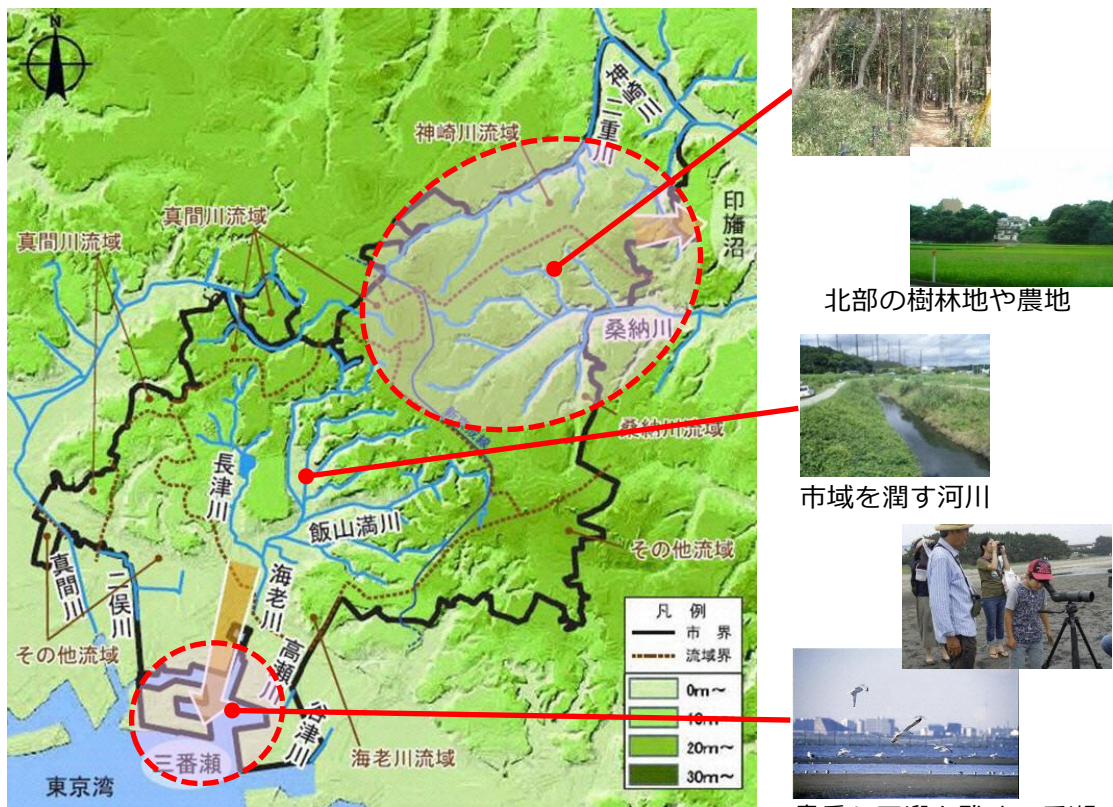 N
神崎川
二重川
神崎川流域
印旛沼
真間川流域
真間川流域
北部の樹林地や農地
桑納川
桑納川流域
市域を潤す河川
長津川
飯山満川
その他流域
海老川
真間川
二俣川
高瀬川
その他流域
谷津川
凡例
市界
流域界
0m～
10m～
20m～
30m～
三番瀬
海老川流域
東京湾